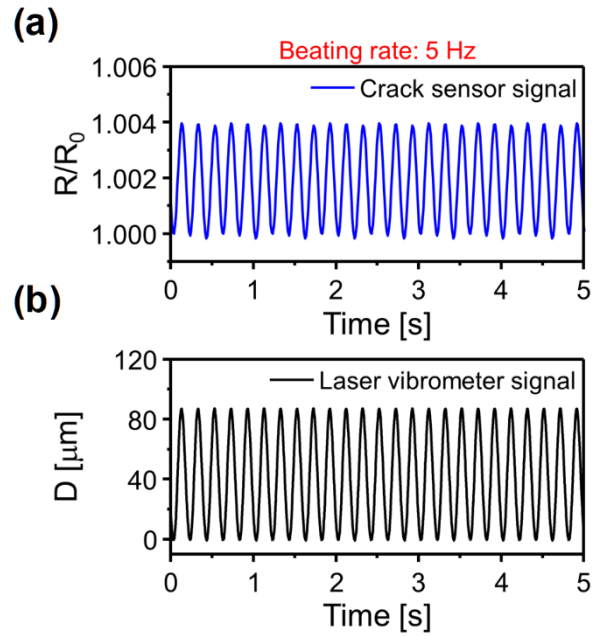 (a)
Beating rate: 5 Hz
Crack sensor signal
1.006
1.004
1.002
1.000
R/R₀
0 1 2 3 4 5
Time [s]
(b)
Laser vibrometer signal
120
80
40
0
D [μm]
0 1 2 3 4 5
Time [s]